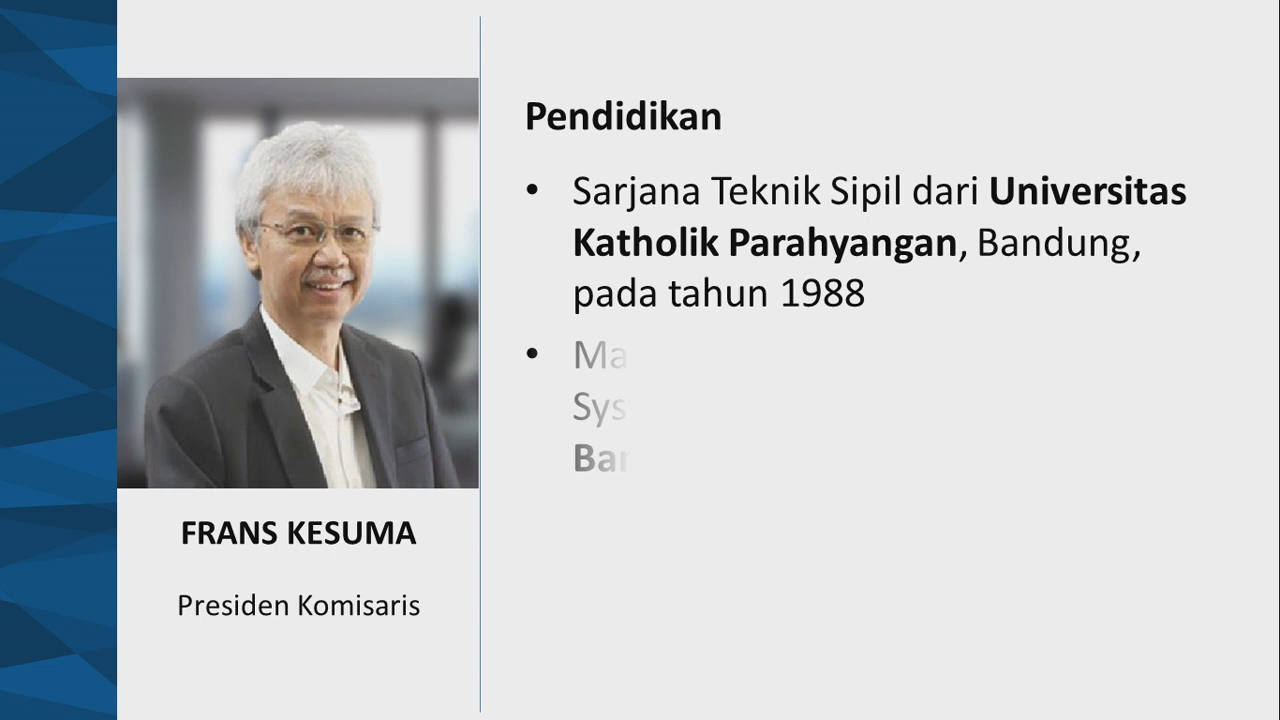 Pendidikan
• Sarjana Teknik Sipil dari Universitas
Katholik Parahyangan, Bandung,
pada tahun 1988
•
FRANS KESUMA
Presiden Komisaris